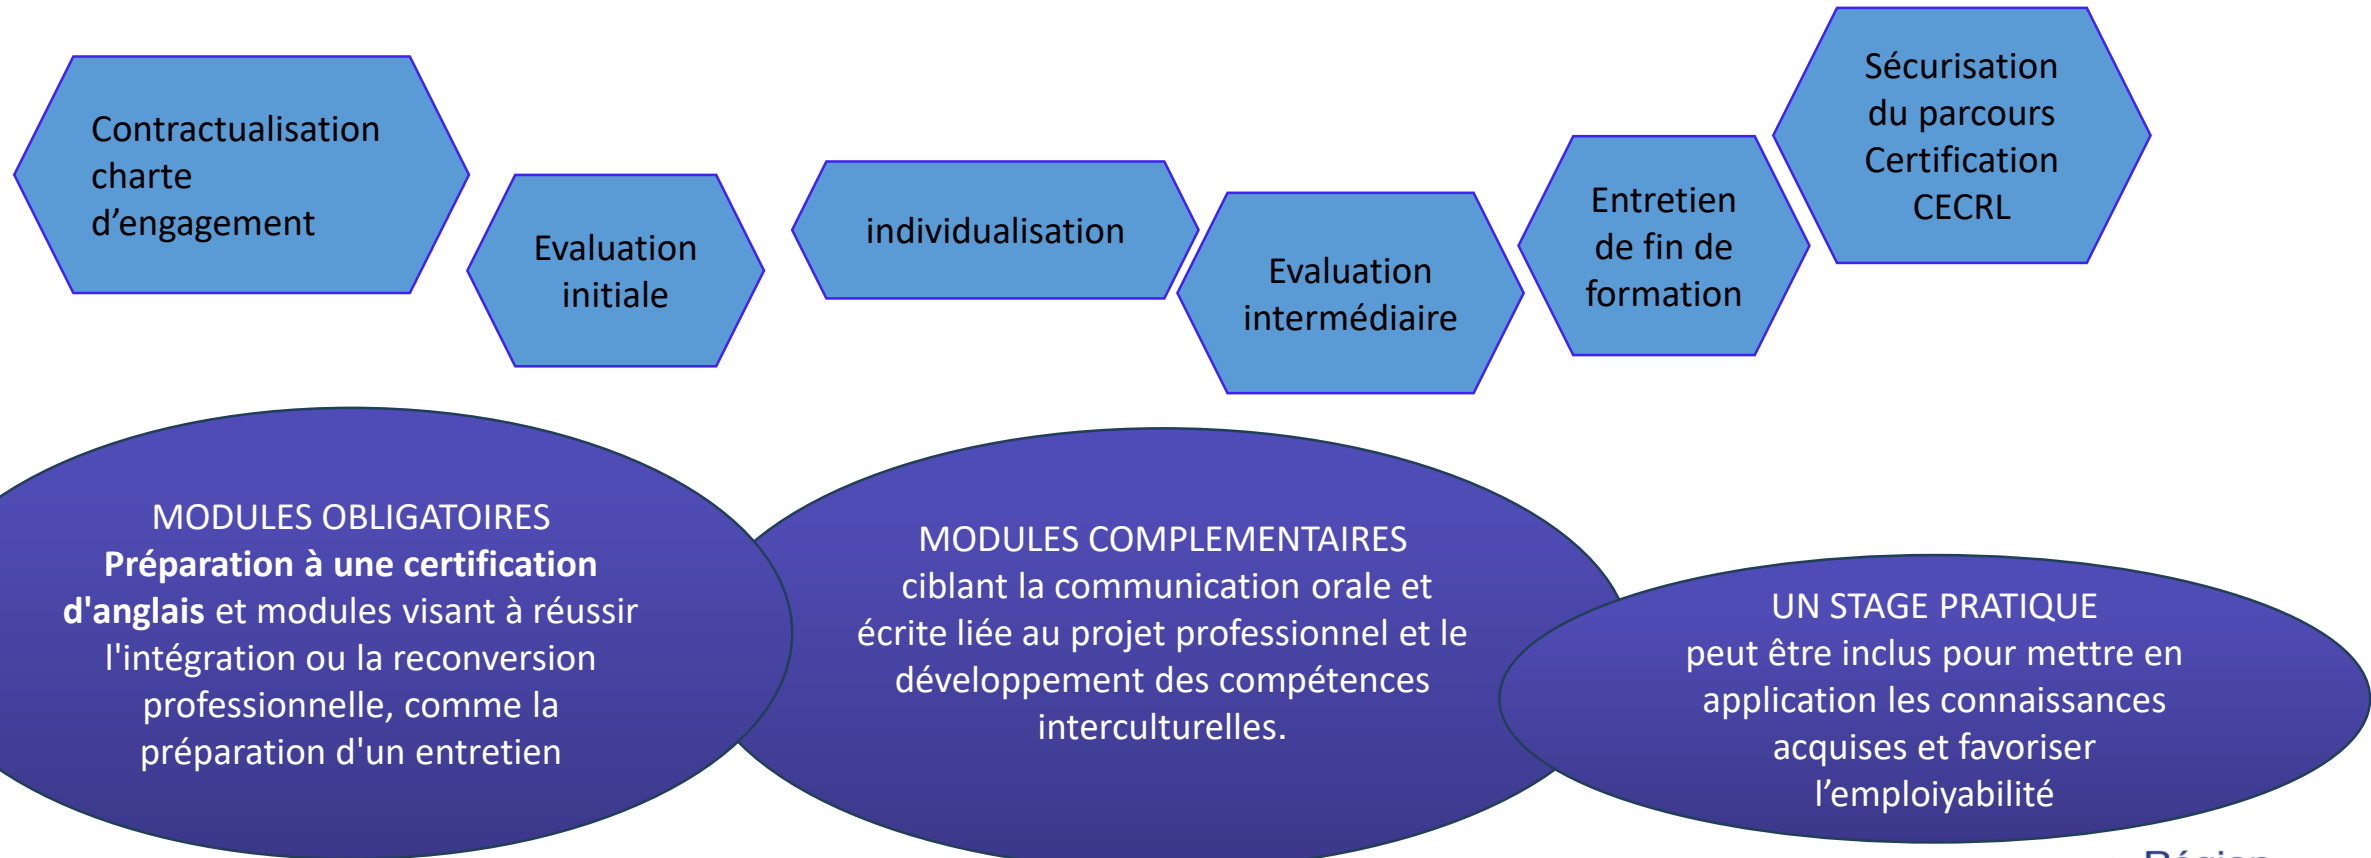 Contractualisation
charte
d’engagement
Evaluation
initiale
individualisation
Evaluation
intermédiaire
Entretien
de fin de
formation
Sécurisation
du parcours
Certification
CECRL
MODULES OBLIGATOIRES
Préparation à une certification
d'anglais et modules visant à réussir
l'intégration ou la reconversion
professionnelle, comme la
préparation d'un entretien
MODULES COMPLEMENTAIRES
ciblant la communication orale et
écrite liée au projet professionnel et le
développement des compétences
interculturelles.
UN STAGE PRATIQUE
peut être inclus pour mettre en
application les connaissances
acquises et favoriser
l’emploiyabilité
Région